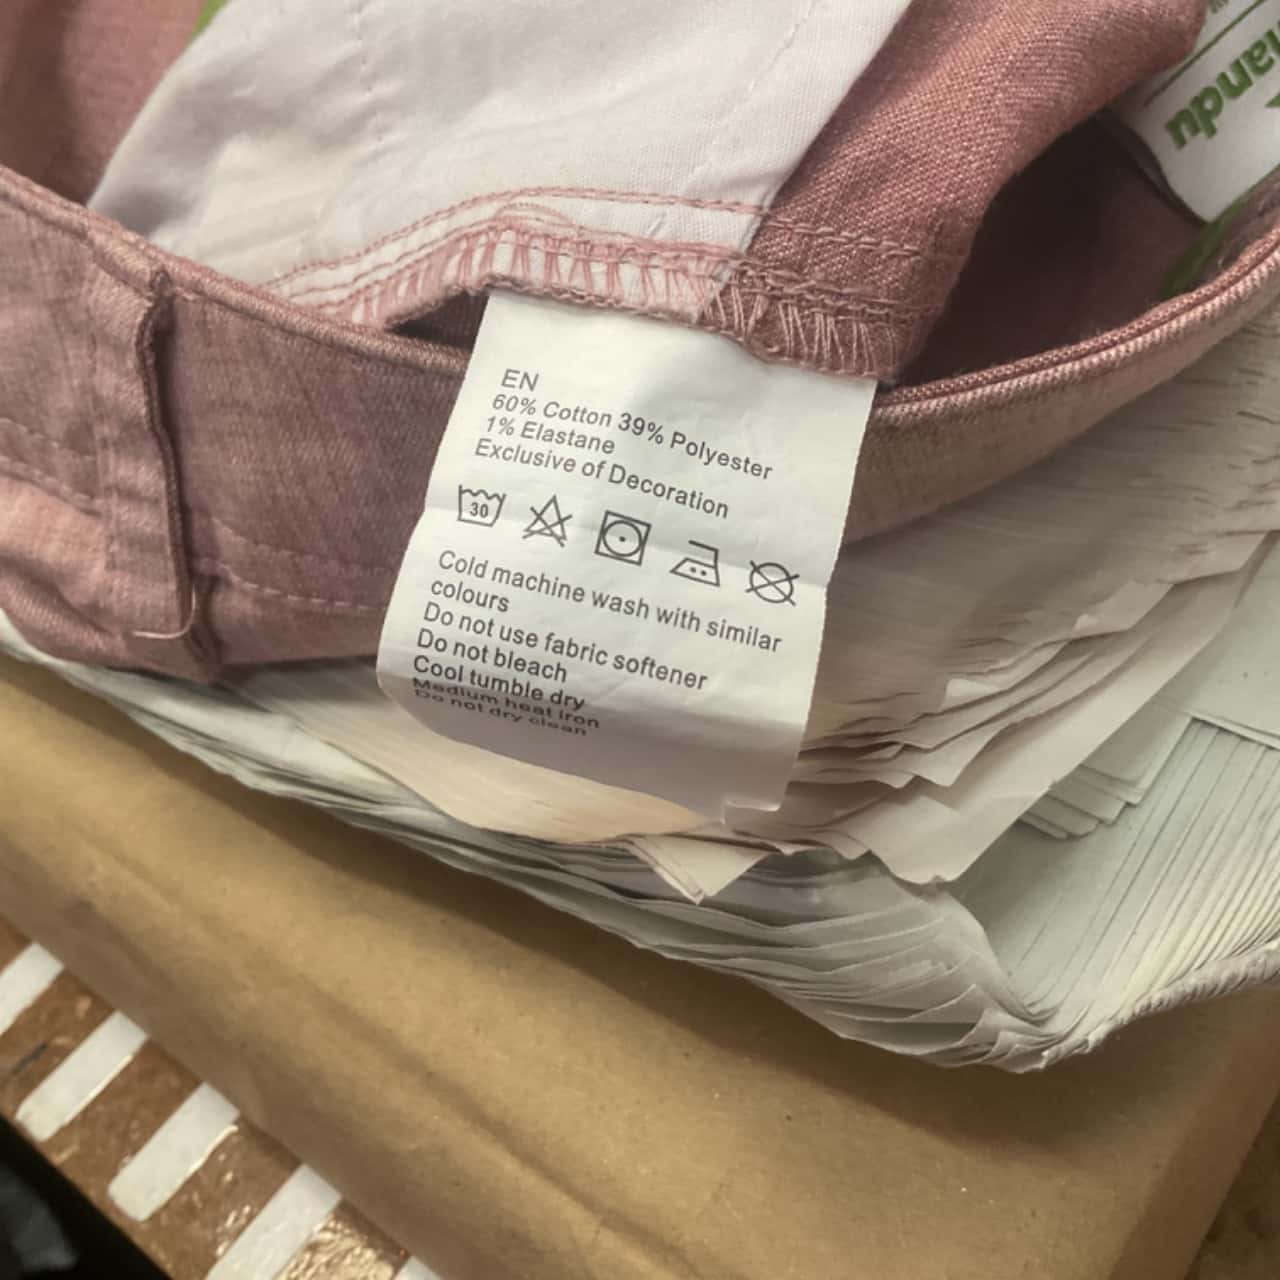 andu
EN
60% Cotton 39% Polyester
1% Elastane
Exclusive of Decoration
30
Cold machine wash with similar
colours
Do not use fabric softener
Do not bleach
Cool tumble dry
Medium heat iron
Do not dry clean